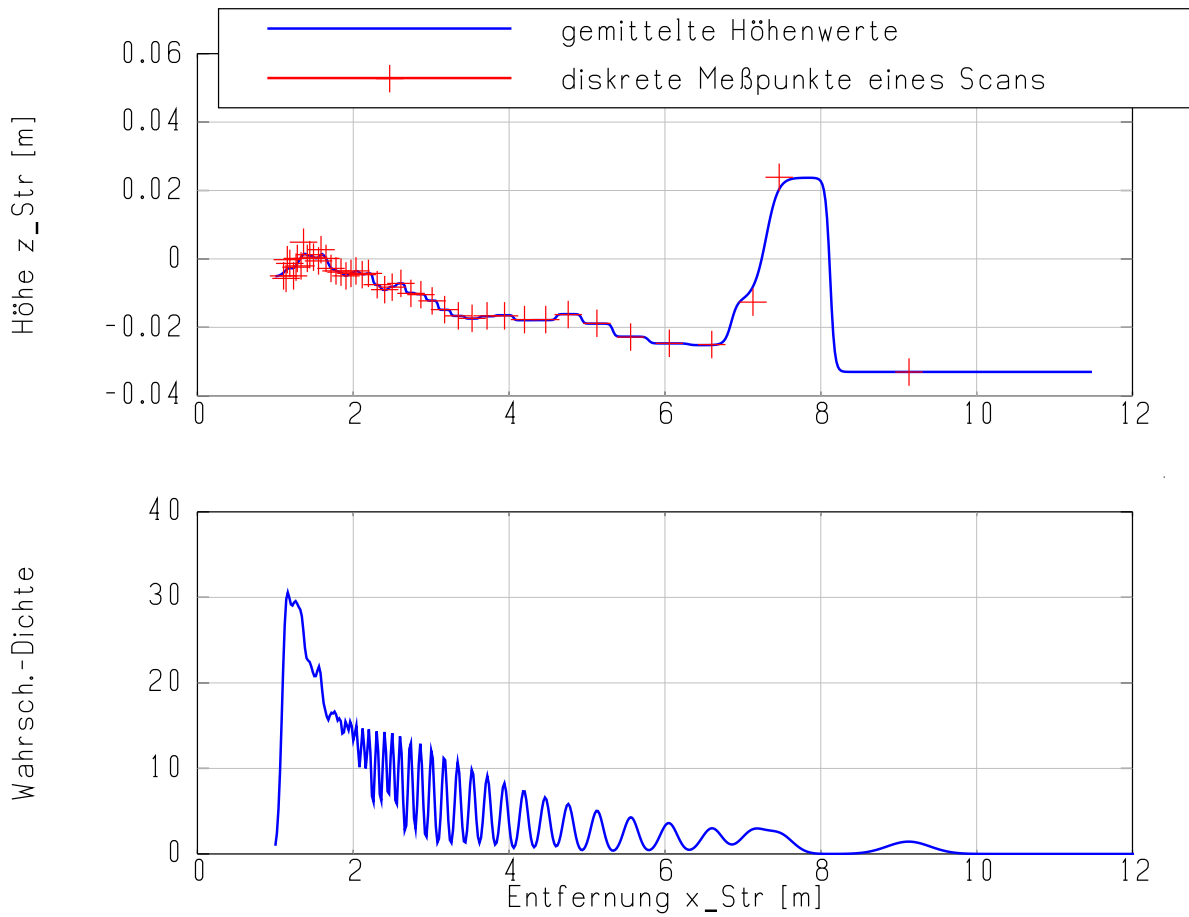 gemittelte Höhenwerte
diskrete Meßpunkte eines Scans
Höhe z_Str [m]
0.06
0.04
0.02
0
-0.02
-0.04
0 2 4 6 8 10 12
Wahrsch.-Dichte
40
30
20
10
0
0 2 4 6 8 10 12
Entfernung x_Str [m]